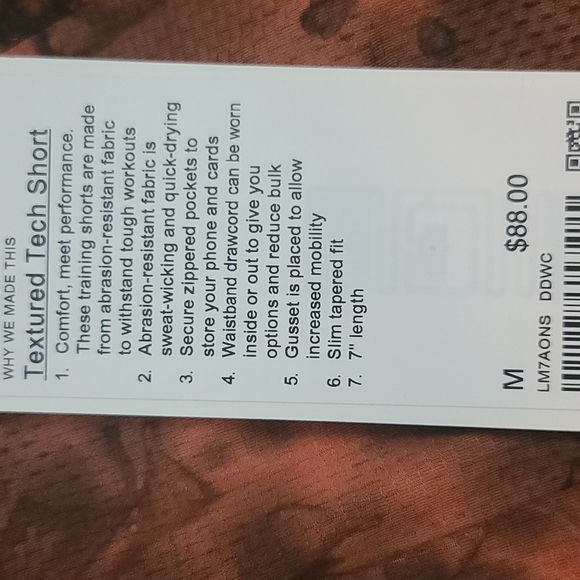 WHY WE MADE THIS
Textured Tech Short
1. Comfort, meet performance.
These training shorts are made
from abrasion-resistant fabric
to withstand tough workouts
2. Abrasion-resistant fabric is
sweat-wicking and quick-drying
3. Secure zippered pockets to
store your phone and cards
4. Waistband drawcord can be worn
inside or out to give you
options and reduce bulk
5. Gusset is placed to allow
increased mobility
6. Slim tapered fit
7. 7" length
M $88.00
LM7AONS DDWC